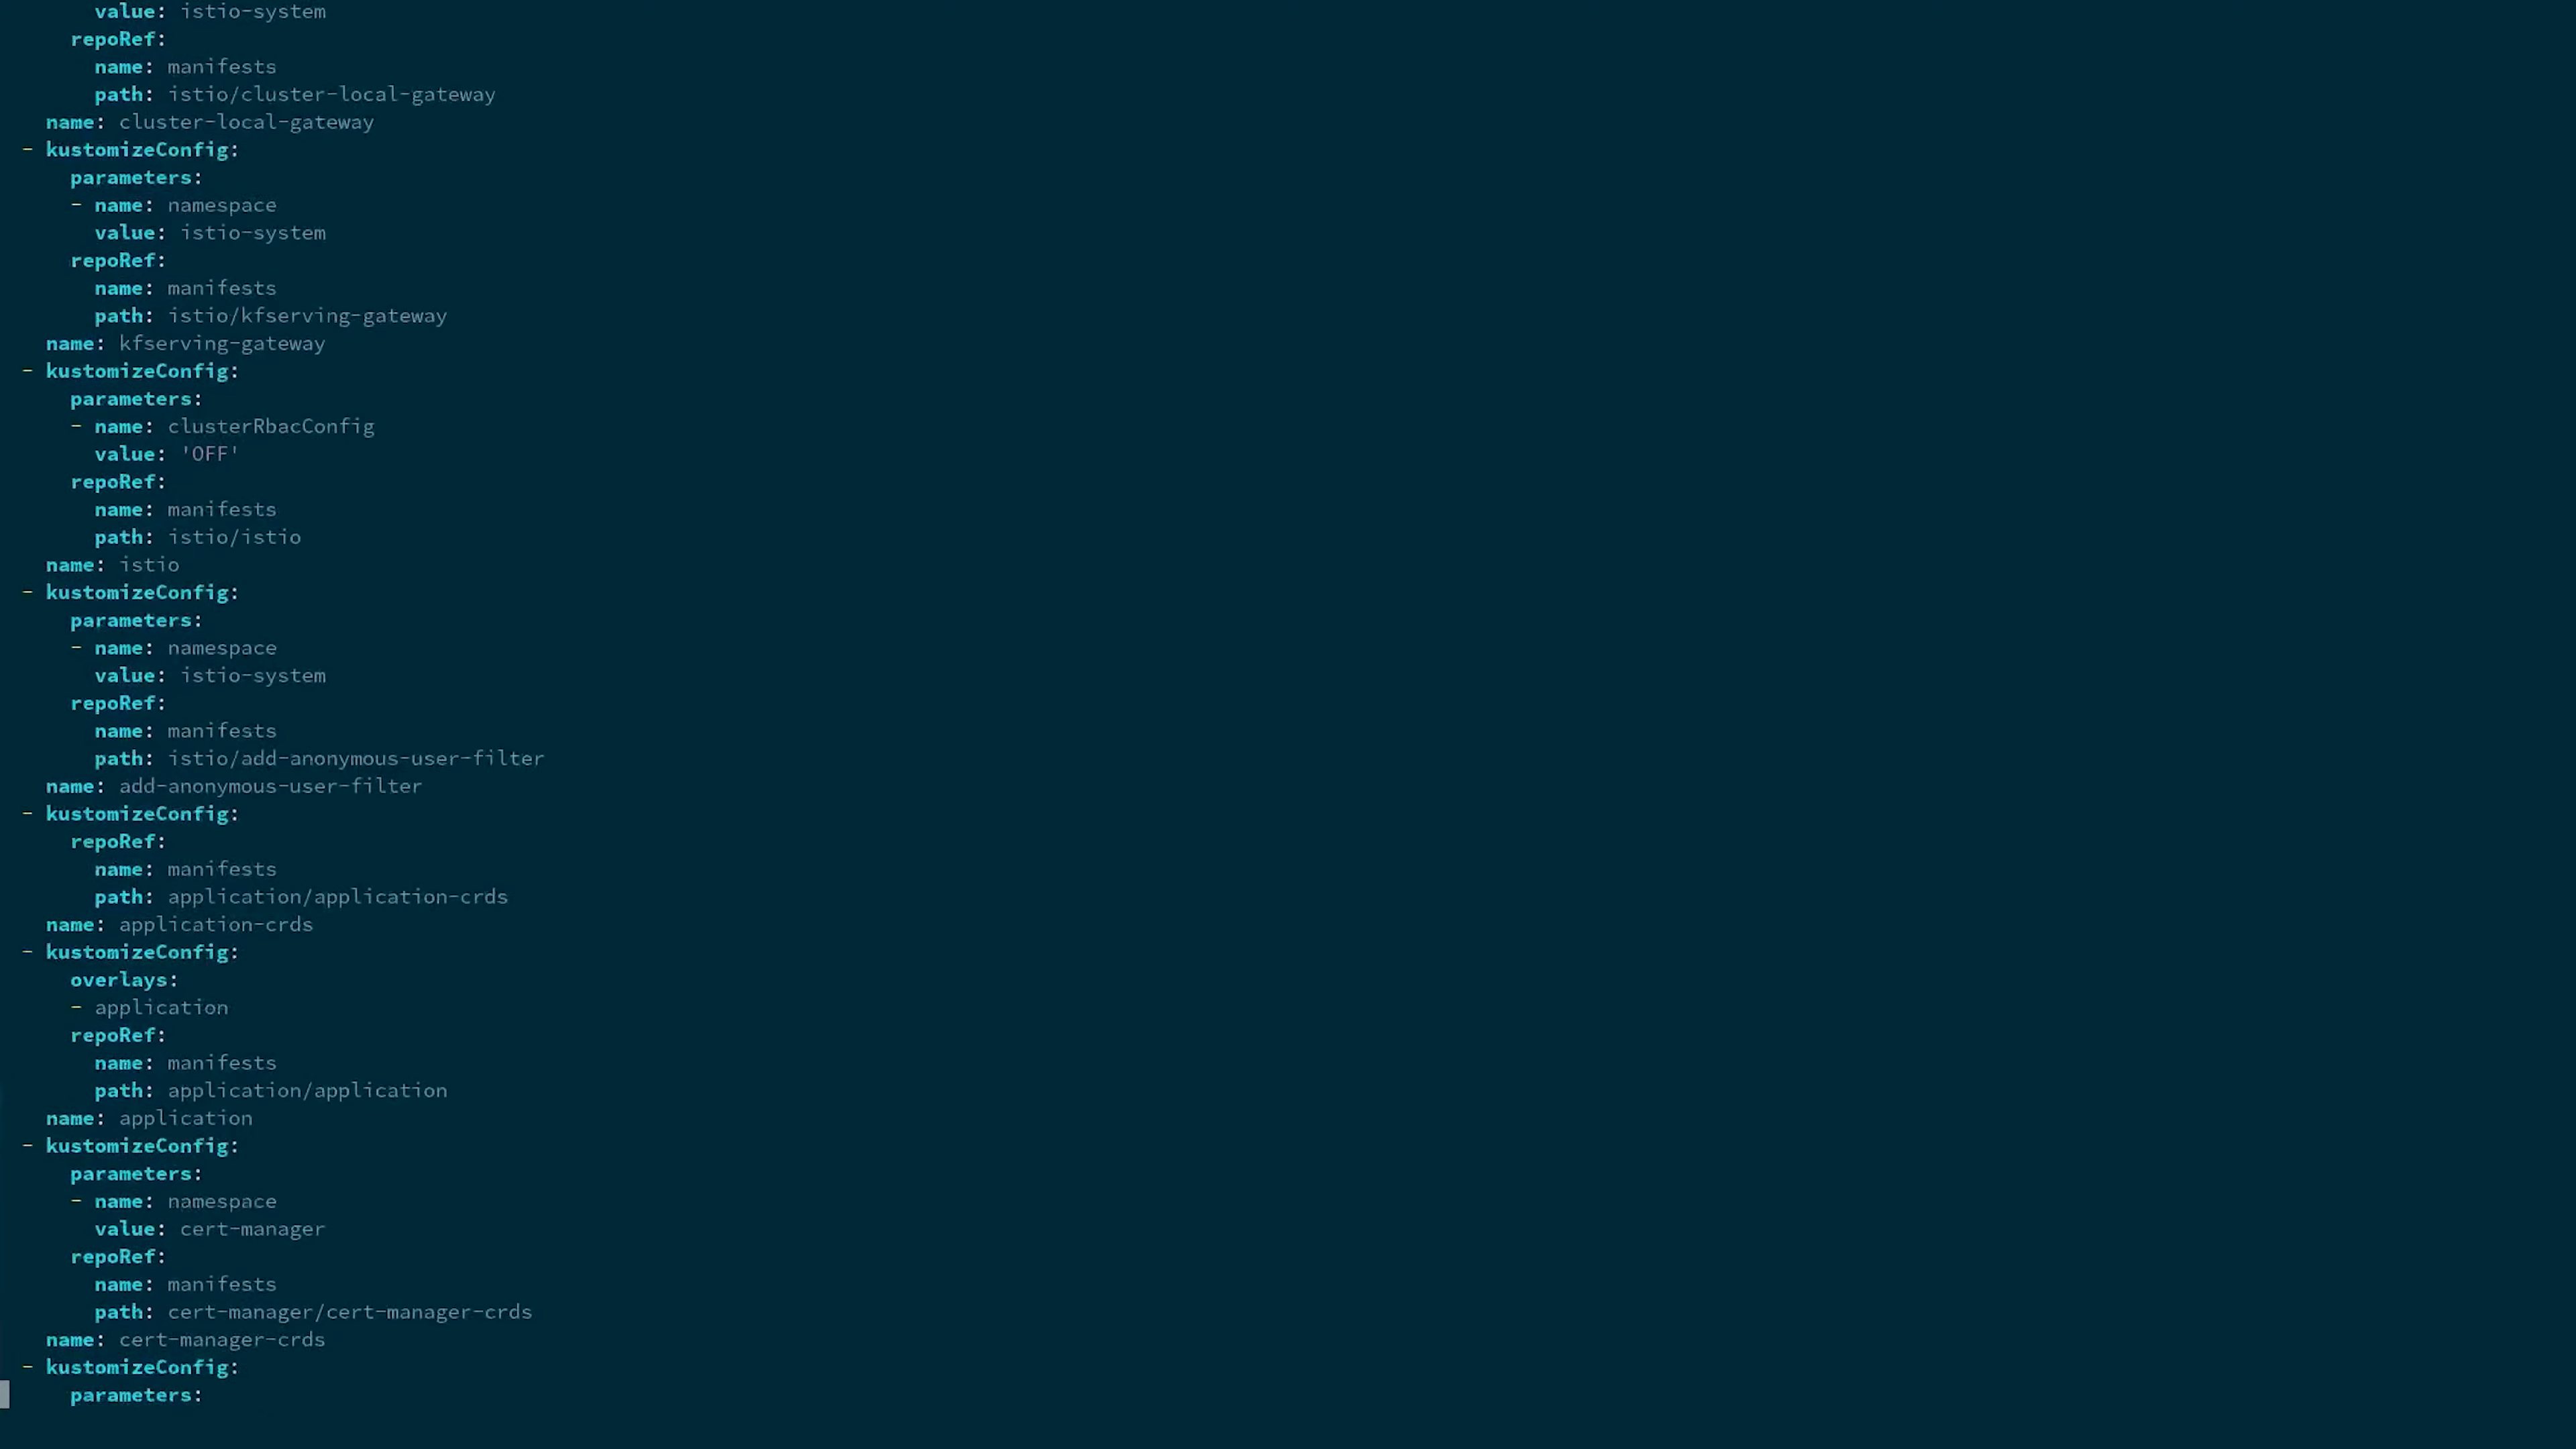 value: istio-system
repoRef:
name: manifests
path: istio/cluster-local-gateway
name: cluster-local-gateway
- kustomizeConfig:
parameters:
- name: namespace
value: istio-system
repoRef:
name: manifests
path: istio/kfserving-gateway
name: kfserving-gateway
- kustomizeConfig:
parameters:
- name: clusterRbacConfig
value: 'OFF'
repoRef:
name: manifests
path: istio/istio
name: istio
- kustomizeConfig:
parameters:
- name: namespace
value: istio-system
repoRef:
name: manifests
path: istio/add-anonymous-user-filter
name: add-anonymous-user-filter
- kustomizeConfig:
repoRef:
name: manifests
path: application/application-crds
name: application-crds
- kustomizeConfig:
overlays:
- application
repoRef:
name: manifests
path: application/application
name: application
- kustomizeConfig:
parameters:
- name: namespace
value: cert-manager
repoRef:
name: manifests
path: cert-manager/cert-manager-crds
name: cert-manager-crds
- kustomizeConfig:
parameters: